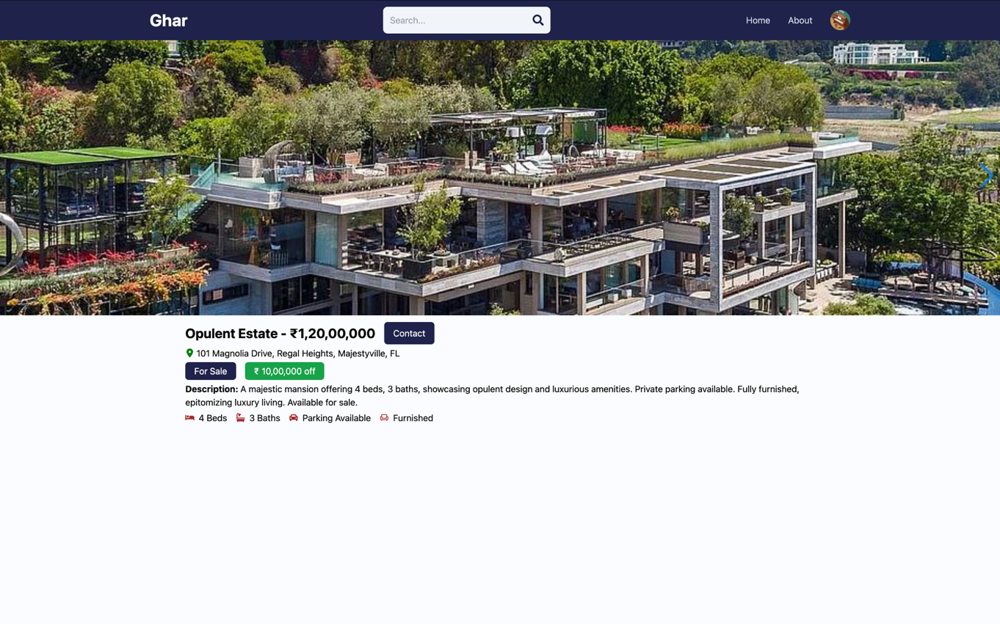 Ghar
Search...
Home
About
Opulent Estate - ₹1,20,00,000
Contact
101 Magnolia Drive, Regal Heights, Majestyville, FL
For Sale
₹ 10,00,000 off
Description: A majestic mansion offering 4 beds, 3 baths, showcasing opulent design and luxurious amenities. Private parking available. Fully furnished,
epitomizing luxury living. Available for sale.
4 Beds
3 Baths
Parking Available
Furnished